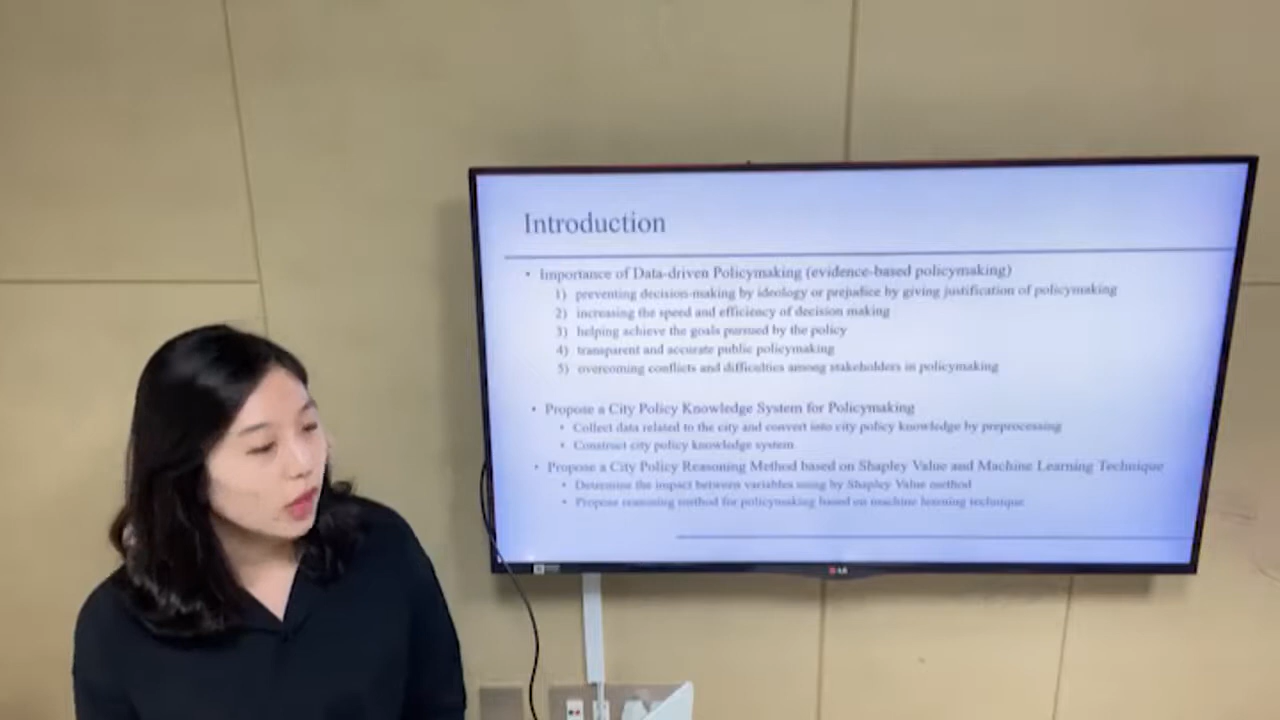 Introduction
• Importance of Data-driven Policymaking (evidence-based policymaking)
1) preventing decision-making by ideology or prejudice by giving justification of policymaking
2) increasing the speed and efficiency of decision making
3) helping achieve the goals pursued by the policy
4) transparent and accurate public policymaking
5) overcoming conflicts and difficulties among stakeholders in policymaking
• Propose a City Policy Knowledge System for Policymaking
• Collect data related to the city and convert into city policy knowledge by preprocessing
• Construct city policy knowledge system
• Propose a City Policy Reasoning Method based on Shapley Value and Machine Learning Technique
• Determine the impact between variables using by Shapley Value method
• Propose reasoning method for policymaking based on machine learning technique
LG